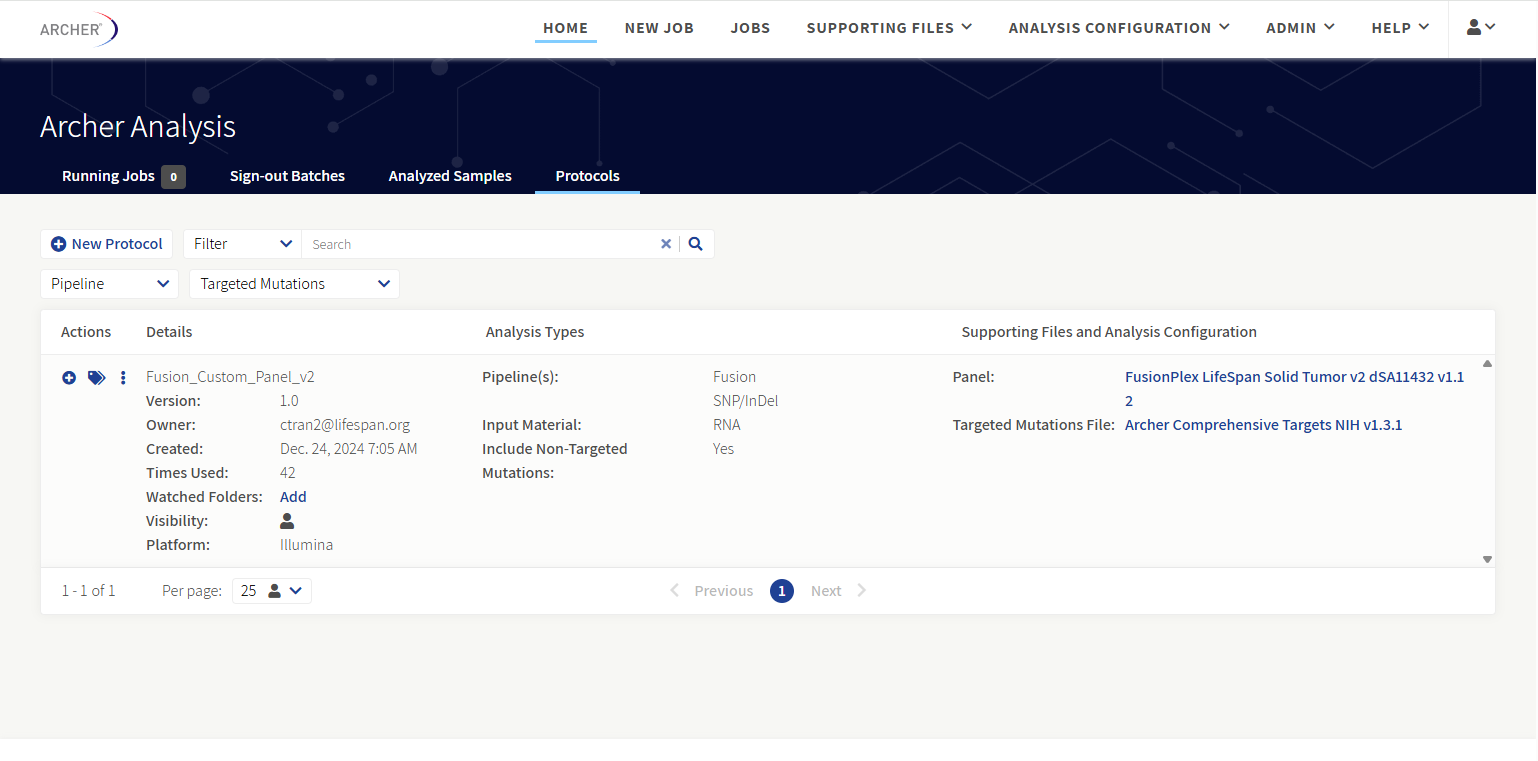 ARCHER
HOME NEW JOB JOBS SUPPORTING FILES ANALYSIS CONFIGURATION ADMIN HELP
Archer Analysis
Running Jobs 0 Sign-out Batches Analyzed Samples Protocols
New Protocol Filter Search
Pipeline Targeted Mutations
Actions Details Analysis Types Supporting Files and Analysis Configuration
Fusion_Custom_Panel_v2 Pipeline(s): Fusion Panel: FusionPlex LifeSpan Solid Tumor v2 dSA11432 v1.1
Version: 1.0 SNP/InDel 2
Owner: ctran2@lifespan.org Input Material: RNA Targeted Mutations File: Archer Comprehensive Targets NIH v1.3.1
Created: Dec. 24, 2024 7:05 AM Include Non-Targeted Yes
Times Used: 42 Mutations:
Watched Folders: Add
Visibility:
Platform: Illumina
1 - 1 of 1 Per page: 25 Previous 1 Next